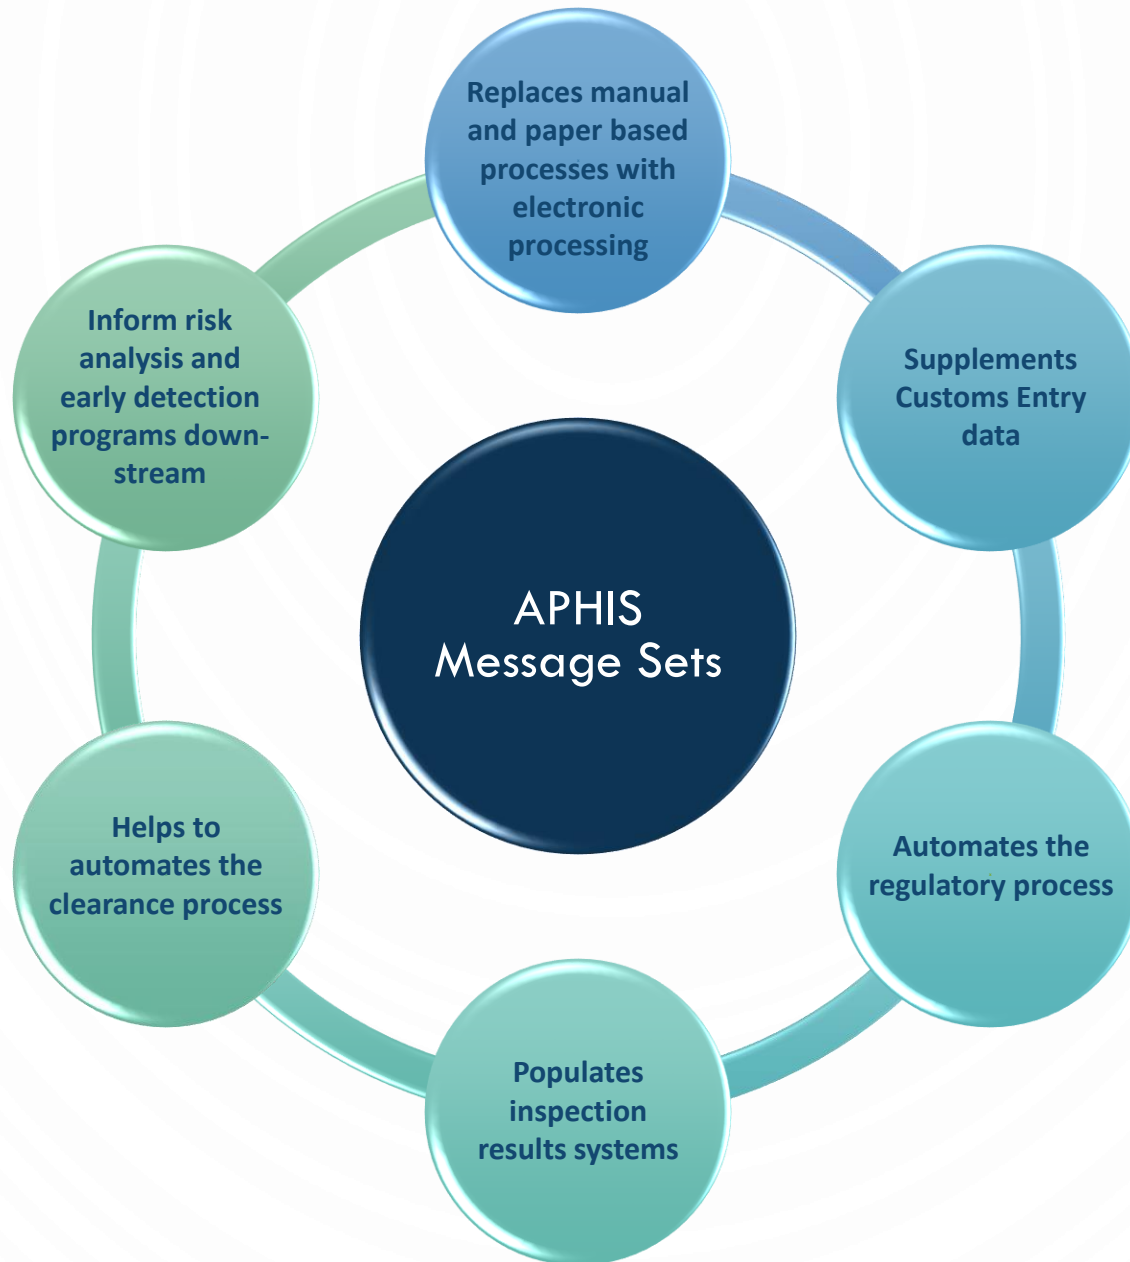 Replaces manual
and paper based
processes with
electronic
processing
Supplements
Customs Entry
data
Automates the
regulatory process
Populates
inspection
results systems
Helps to
automates the
clearance process
Inform risk
analysis and
early detection
programs down-
stream
APHIS
Message Sets